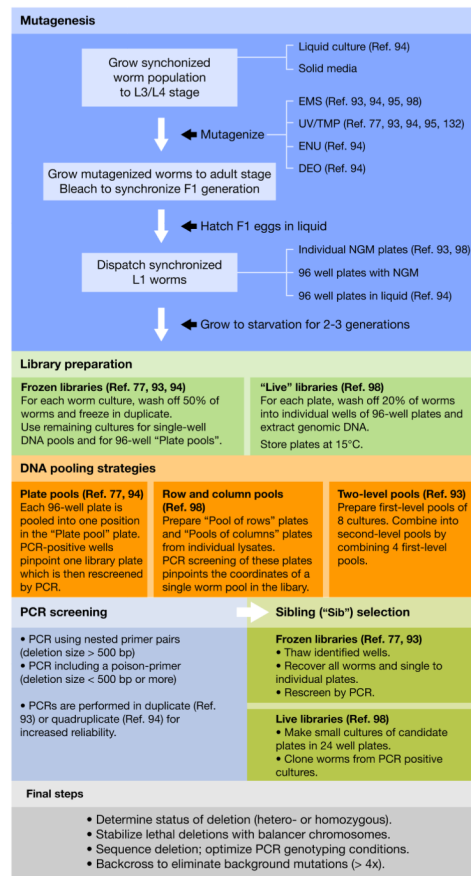 Mutagenesis
Grow synchonized
worm population
to L3/L4 stage
Liquid culture (Ref. 94)
Solid media
Mutagenize
EMS (Ref. 93, 94, 95, 98)
UV/TMP (Ref. 77, 93, 94, 95, 132)
ENU (Ref. 94)
DEO (Ref. 94)
Grow mutagenized worms to adult stage
Bleach to synchronize F1 generation
Hatch F1 eggs in liquid
Dispatch synchronized
L1 worms
Individual NGM plates (Ref. 93, 98)
96 well plates with NGM
96 well plates in liquid (Ref. 94)
Grow to starvation for 2-3 generations
Library preparation
Frozen libraries (Ref. 77, 93, 94)
For each worm culture, wash off 50% of
worms and freeze in duplicate.
Use remaining cultures for single-well
DNA pools and for 96-well “Plate pools”.
“Live” libraries (Ref. 98)
For each plate, wash off 20% of worms
into individual wells of 96-well plates and
extract genomic DNA.
Store plates at 15°C.
DNA pooling strategies
Plate pools (Ref. 77, 94)
Each 96-well plate is
pooled into one position
in the “Plate pool” plate.
PCR-positive wells
pinpoint one library plate
which is then rescreened
by PCR.
Row and column pools
(Ref. 98)
Prepare “Pool of rows” plates
and “Pools of columns” plates
from individual lysates.
PCR screening of these plates
pinpoints the coordinates of a
single worm pool in the libary.
Two-level pools (Ref. 93)
Prepare first-level pools of
8 cultures. Combine into
second-level pools by
combining 4 first-level
pools.
PCR screening
• PCR using nested primer pairs
(deletion size > 500 bp)
• PCR including a poison-primer
(deletion size < 500 bp or more)
• PCRs are performed in duplicate (Ref.
93) or quadruplicate (Ref. 94) for
increased reliability.
Sibling (“Sib”) selection
Frozen libraries (Ref. 77, 93)
• Thaw identified wells.
• Recover all worms and single to
individual plates.
• Rescreen by PCR.
Live libraries (Ref. 98)
• Make small cultures of candidate
plates in 24 well plates.
• Clone worms from PCR positive
cultures.
Final steps
• Determine status of deletion (hetero- or homozygous).
• Stabilize lethal deletions with balancer chromosomes.
• Sequence deletion; optimize PCR genotyping conditions.
• Backcross to eliminate background mutations (> 4x).